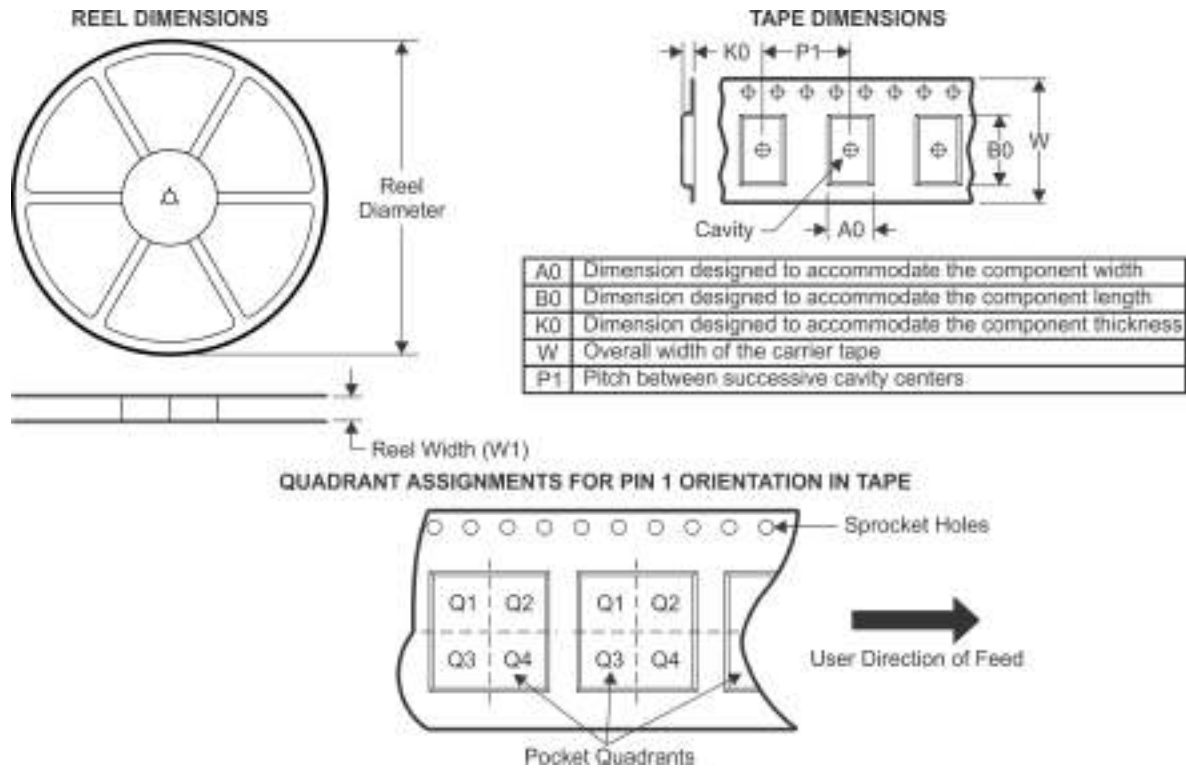 REEL DIMENSIONS
Reel
Diameter
Reel Width (W1)
TAPE DIMENSIONS
K0
P1
B0
W
Cavity
A0
A0 Dimension designed to accommodate the component width
B0 Dimension designed to accommodate the component length
K0 Dimension designed to accommodate the component thickness
W Overall width of the carrier tape
P1 Pitch between successive cavity centers
QUADRANT ASSIGNMENTS FOR PIN 1 ORIENTATION IN TAPE
Sprocket Holes
Q1 Q2 Q1 Q2
Q3 Q4 Q3 Q4
User Direction of Feed
Pocket Quadrants